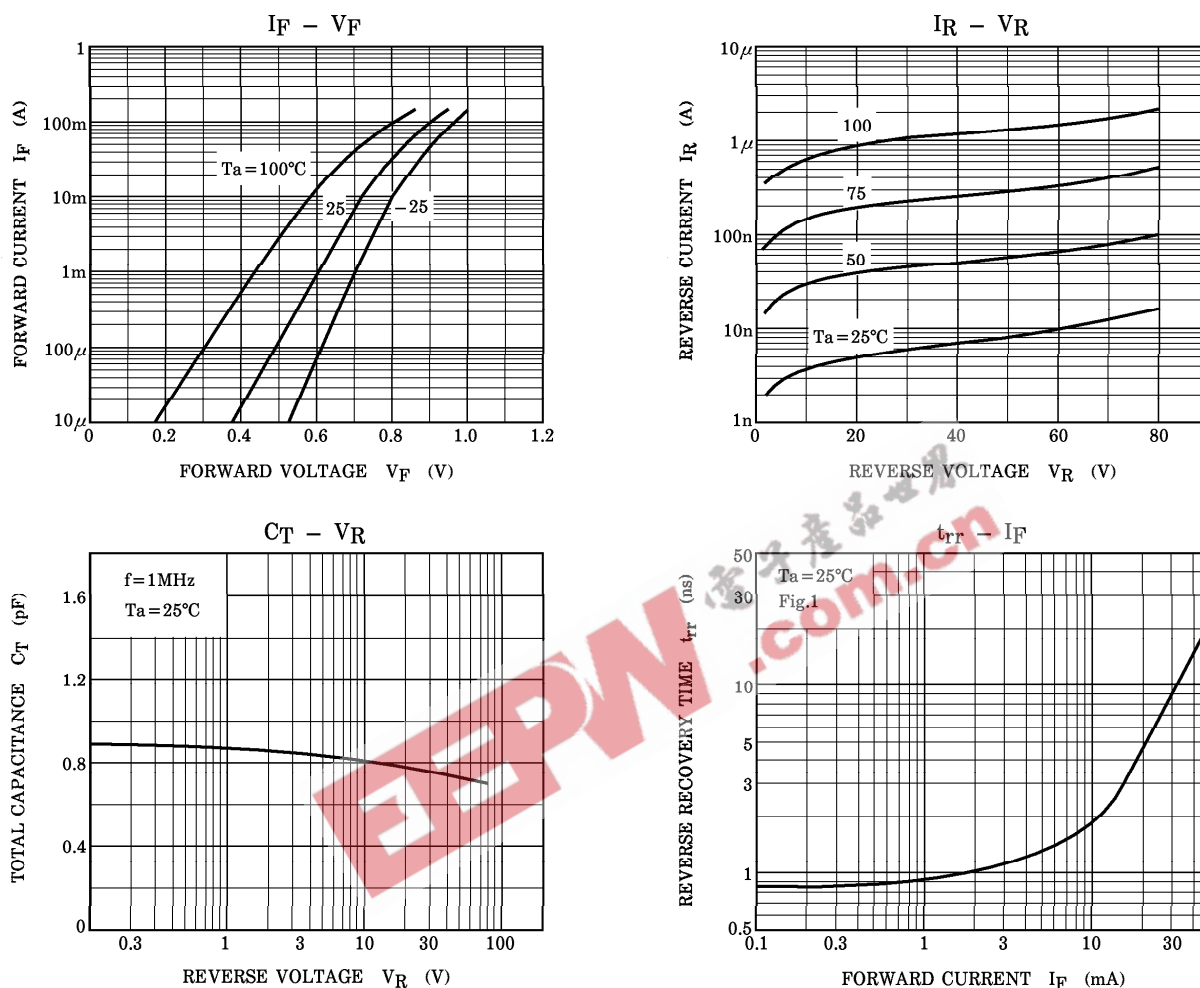 IF – VF
1
100m
10m
1m
100μ
10μ
0 0.2 0.4 0.6 0.8 1.0 1.2
FORWARD CURRENT IF (A)
FORWARD VOLTAGE VF (V)
Ta=100°C
25
−25
IR – VR
10μ
1μ
100n
10n
1n
0 20 40 60 80
REVERSE CURRENT IR (A)
REVERSE VOLTAGE VR (V)
100
75
50
Ta=25°C
CT – VR
f=1MHz
Ta=25°C
1.6
1.2
0.8
0.4
0
0.3 1 3 10 30 100
TOTAL CAPACITANCE CT (pF)
REVERSE VOLTAGE VR (V)
trr – IF
Ta=25°C
Fig.1
50
30
10
5
3
1
0.5
0.1 1 3 10 30
REVERSE RECOVERY TIME trr (ns)
FORWARD CURRENT IF (mA)
EEPW
電子產品世界
.com.cn